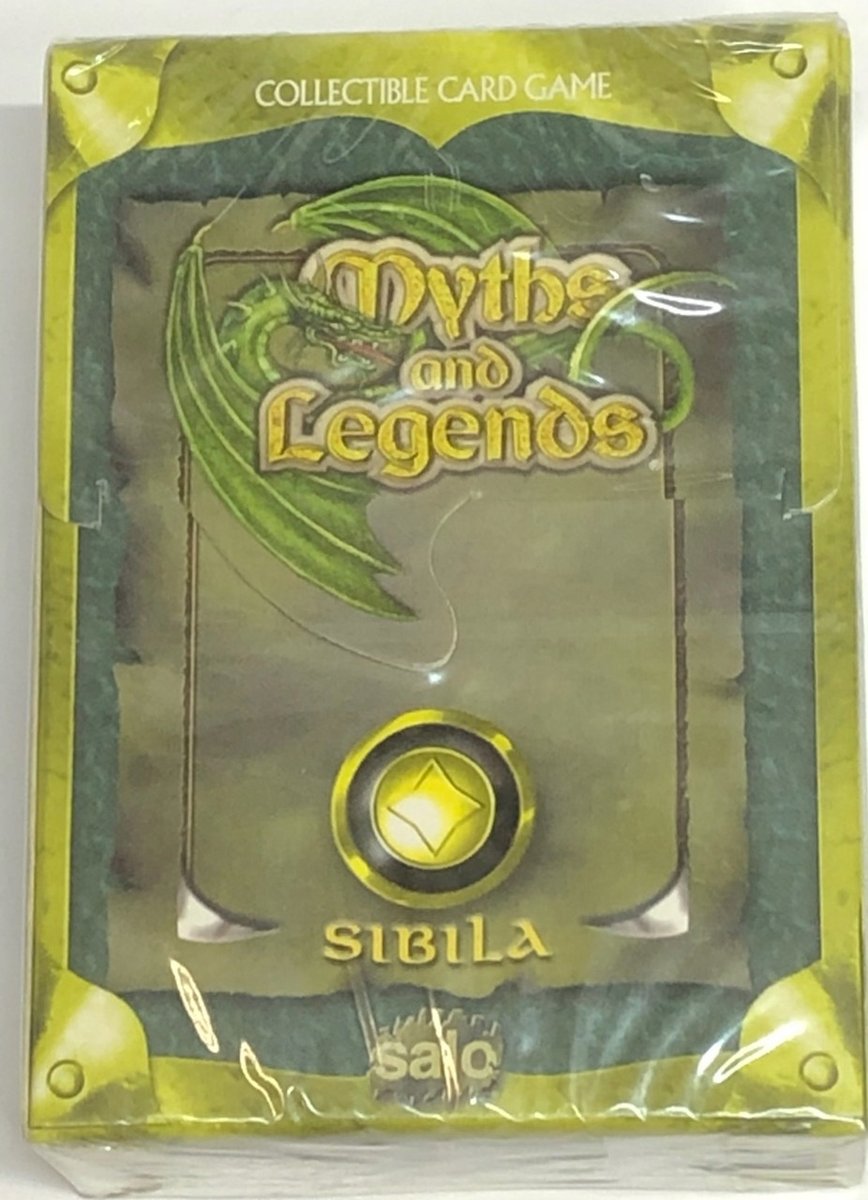 COLLECTIBLE CARD GAME
Myths
and
Legends
SIBILA
salo